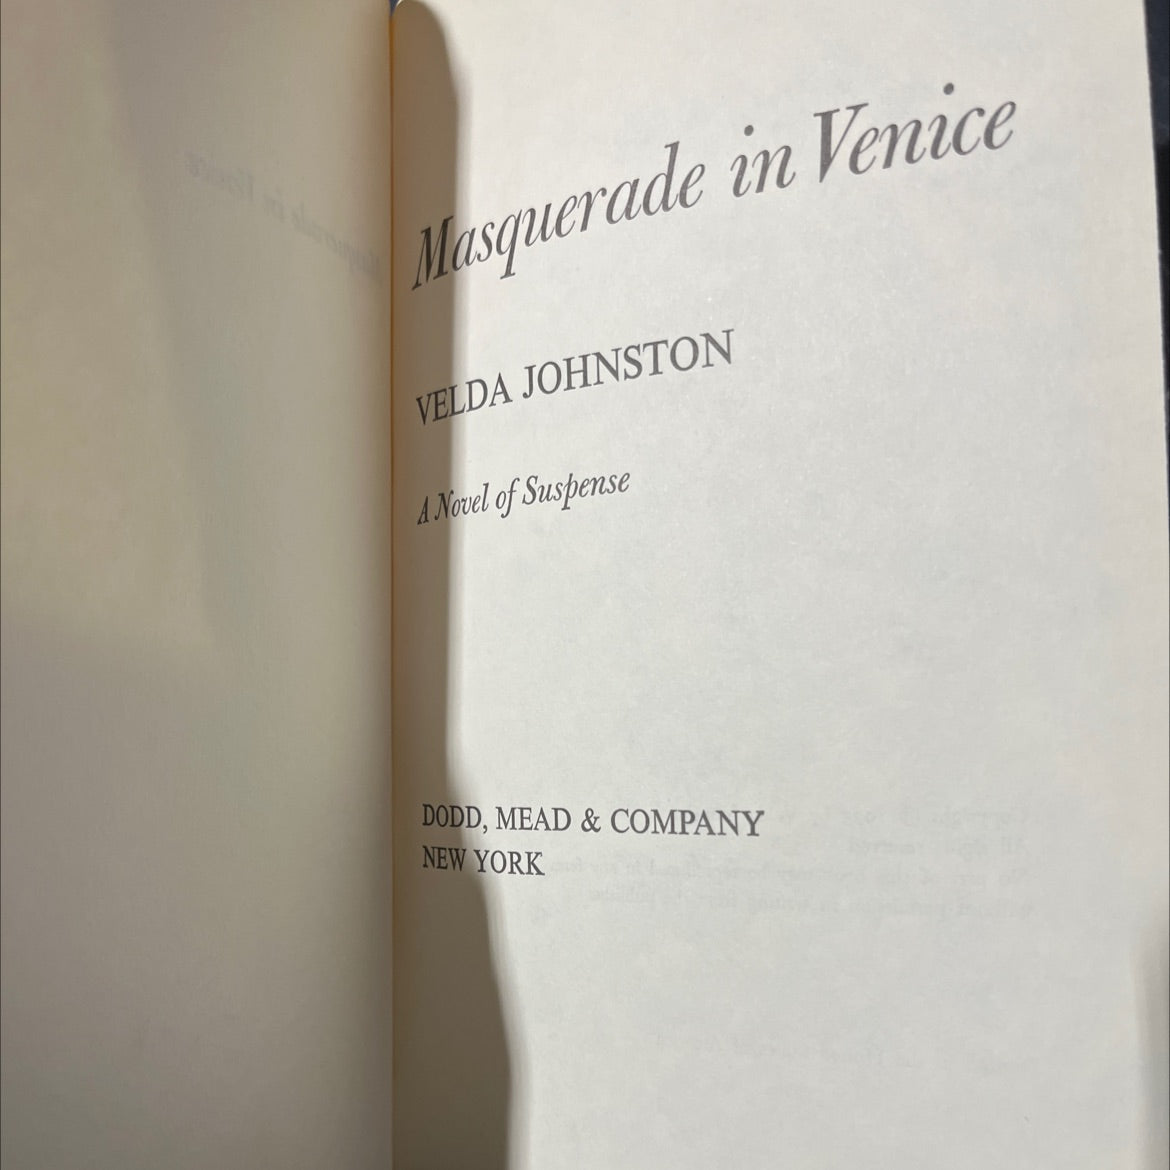 Masquerade in Venice
VELDA JOHNSTON
A Novel of Suspense
DODD, MEAD & COMPANY
NEW YORK